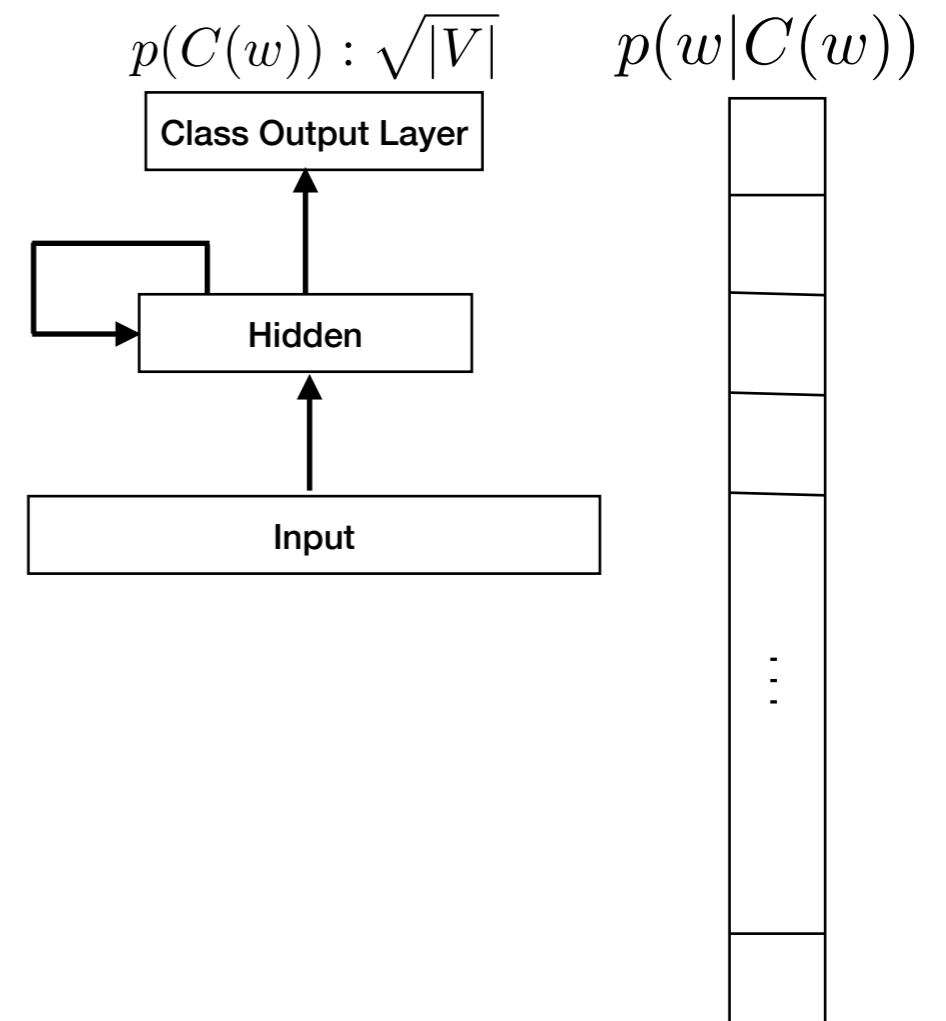 p(C(w)) : √|V|
p(w|C(w))
Class Output Layer
Hidden
Input